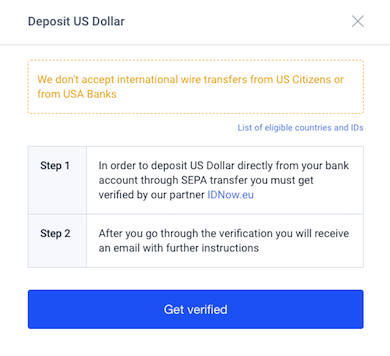 Deposit US Dollar
We don't accept international wire transfers from US Citizens or
from USA Banks
List of eligible countries and IDs
Step 1
In order to deposit US Dollar directly from your bank
account through SEPA transfer you must get
verified by our partner IDNow.eu
Step 2
After you go through the verification you will receive
an email with further instructions
Get verified